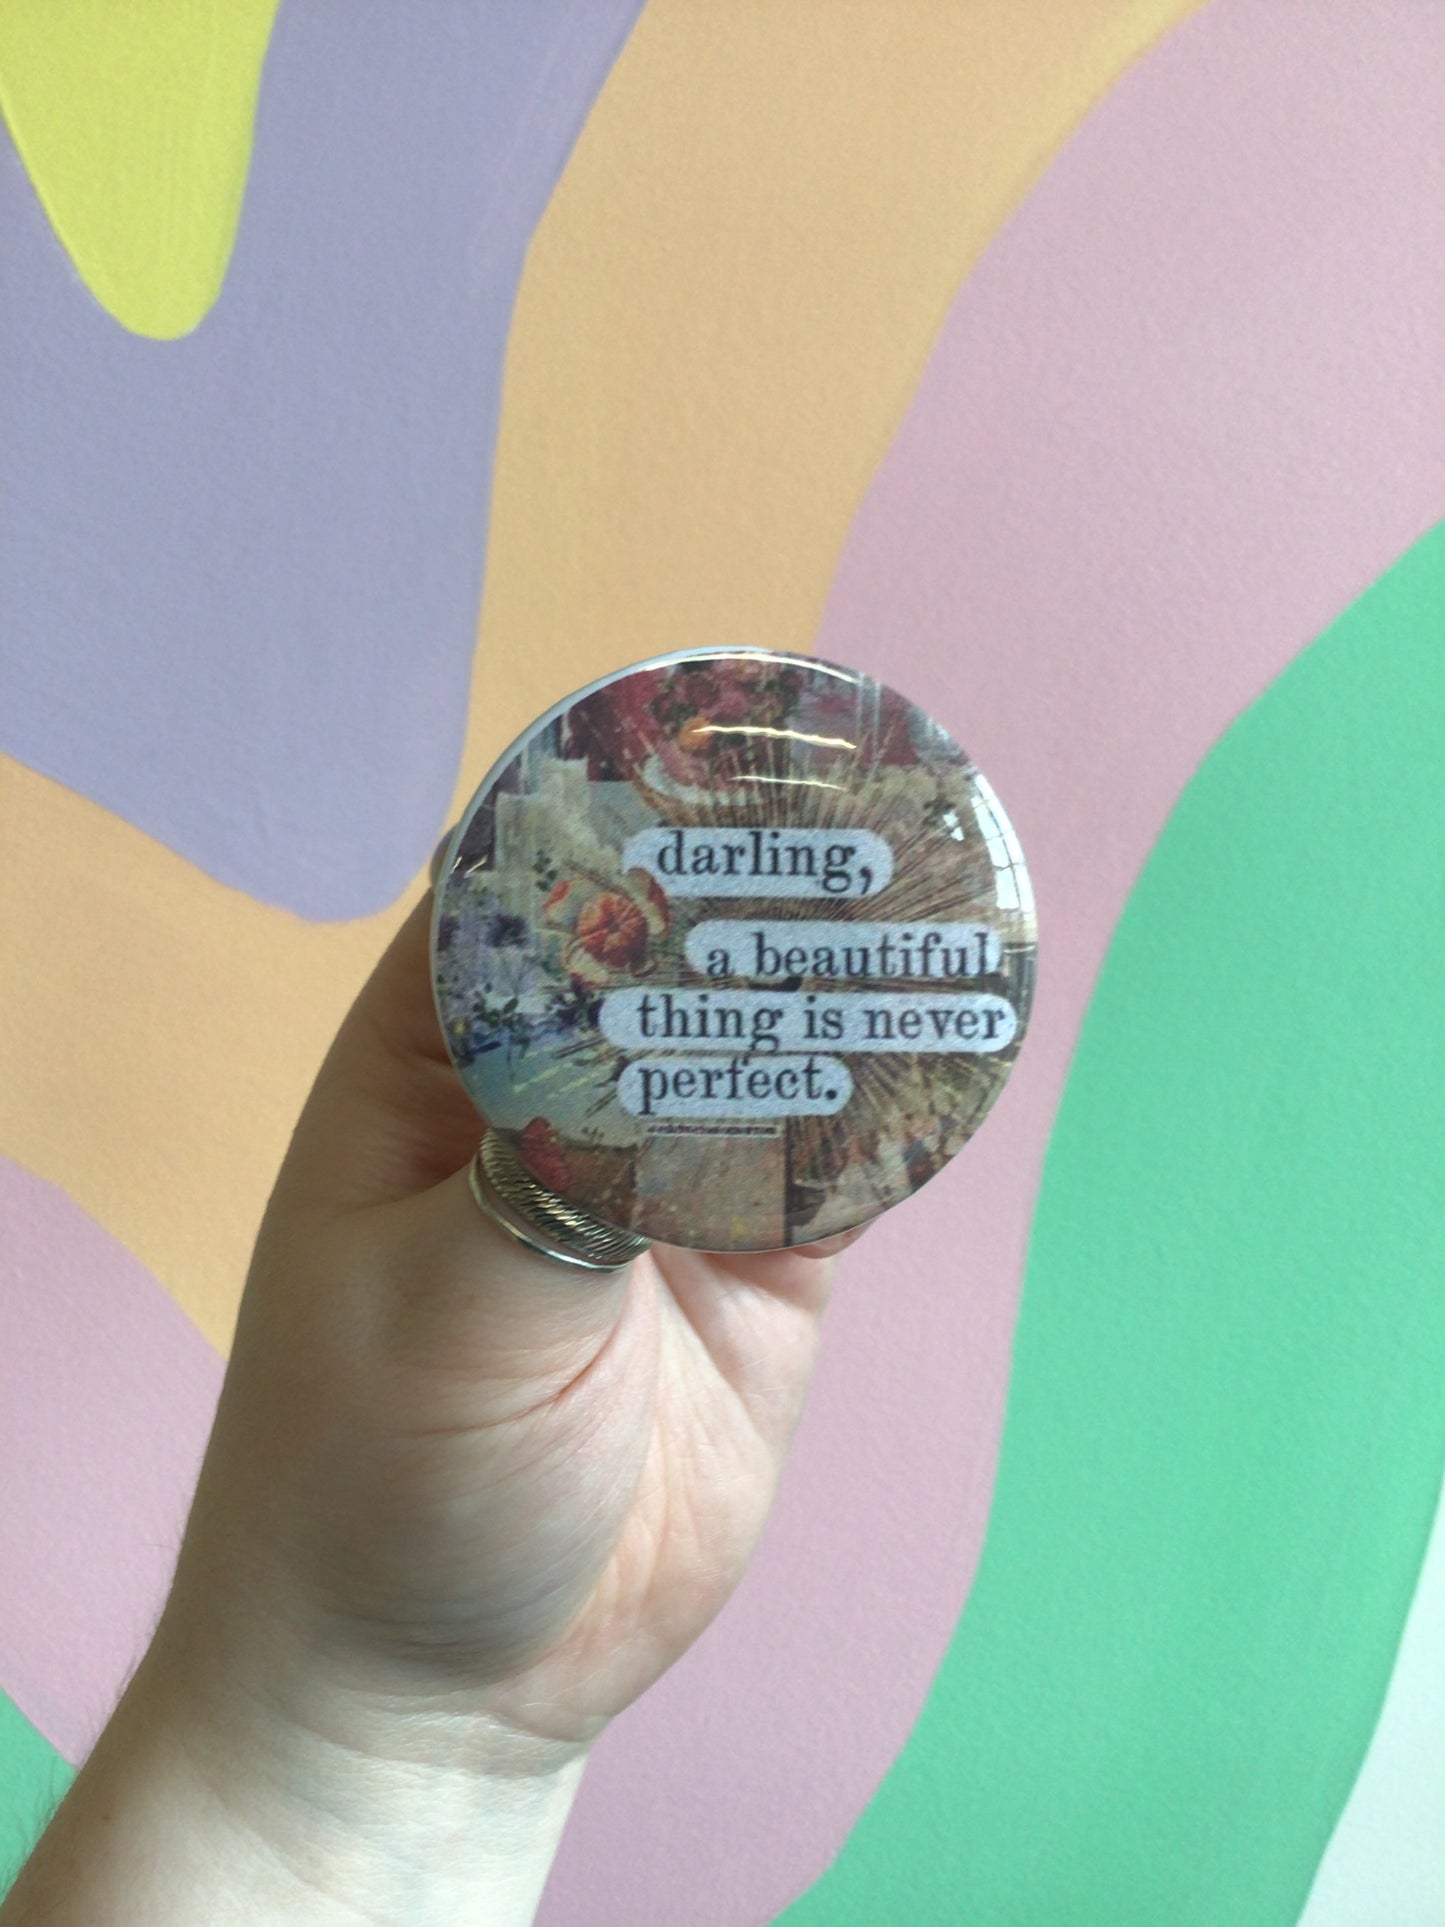 darling,
a beautiful
thing is never
perfect.